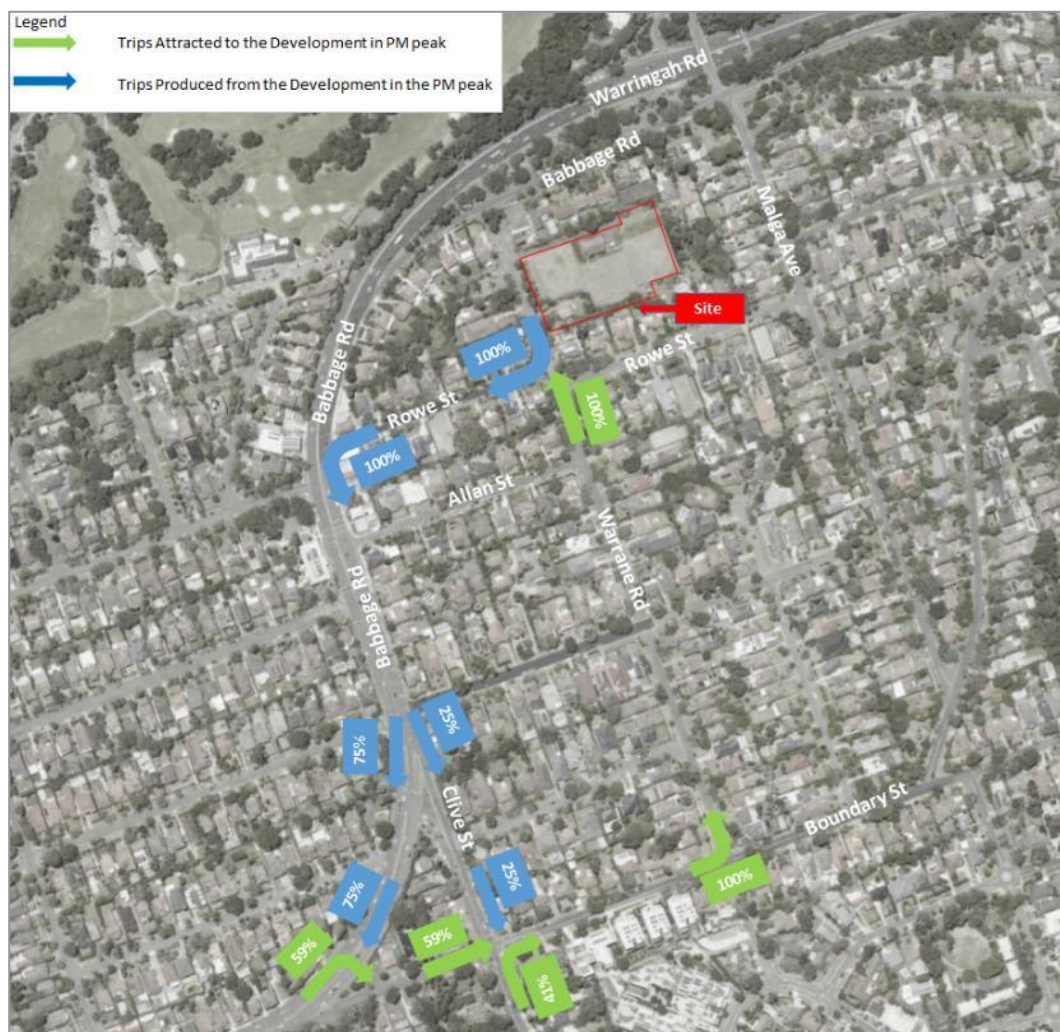 Legend
Trips Attracted to the Development in PM peak
Trips Produced from the Development in the PM peak
Warringah Rd
Babbage Rd
Malga Ave
Site
Babbage Rd
100%
Rowe St
100%
Rowe St
100%
Allan St
Warrane Rd
Babbage Rd
75%
25%
Clive St
Boundary St
75%
25%
100%
59%
59%
41%